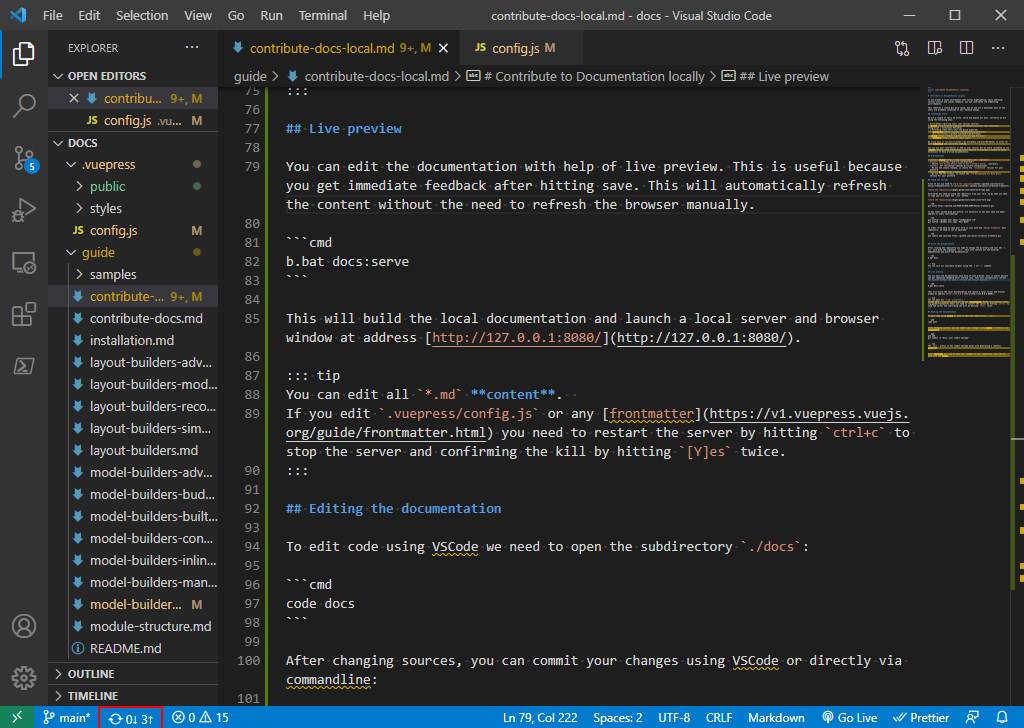 File Edit Selection View Go Run Terminal Help contribute-docs-local.md - docs - Visual Studio Code
EXPLORER
OPEN EDITORS
contribu... 9+, M
config.js .vu... M
DOCS
.vuepress
public
styles
config.js M
guide
samples
contribute-... 9+, M
contribute-docs.md
installation.md
layout-builders-adv...
layout-builders-mod...
layout-builders-reco...
layout-builders-sim...
layout-builders.md
model-builders-adv...
model-builders-bud...
model-builders-built...
model-builders-con...
model-builders-inlin...
model-builders-man...
model-builder... M
module-structure.md
README.md
OUTLINE
TIMELINE
5
contribute-docs-local.md 9+, M
config.js M
guide > contribute-docs-local.md > # Contribute to Documentation locally > ## Live preview
75 :::
76
77 ## Live preview
78
79 You can edit the documentation with help of live preview. This is useful because
you get immediate feedback after hitting save. This will automatically refresh
the content without the need to refresh the browser manually.
80
81 ```cmd
82 b.bat docs:serve
83 ```
84
85 This will build the local documentation and launch a local server and browser
window at address [http://127.0.0.1:8080/](http://127.0.0.1:8080/).
86
87 ::: tip
88 You can edit all `*.md` **content**.
89 If you edit `.vuepress/config.js` or any [frontmatter](https://v1.vuepress.vuejs.
org/guide/frontmatter.html) you need to restart the server by hitting `ctrl+c` to
stop the server and confirming the kill by hitting `[Y]es` twice.
90 :::
91
92 ## Editing the documentation
93
94 To edit code using VSCode we need to open the subdirectory `./docs`:
95
96 ```cmd
97 code docs
98 ```
99
100 After changing sources, you can commit your changes using VSCode or directly via
commandline:
101
main* 0↓ 3↑ 0 15 Ln 79, Col 222 Spaces: 2 UTF-8 CRLF Markdown Go Live Prettier